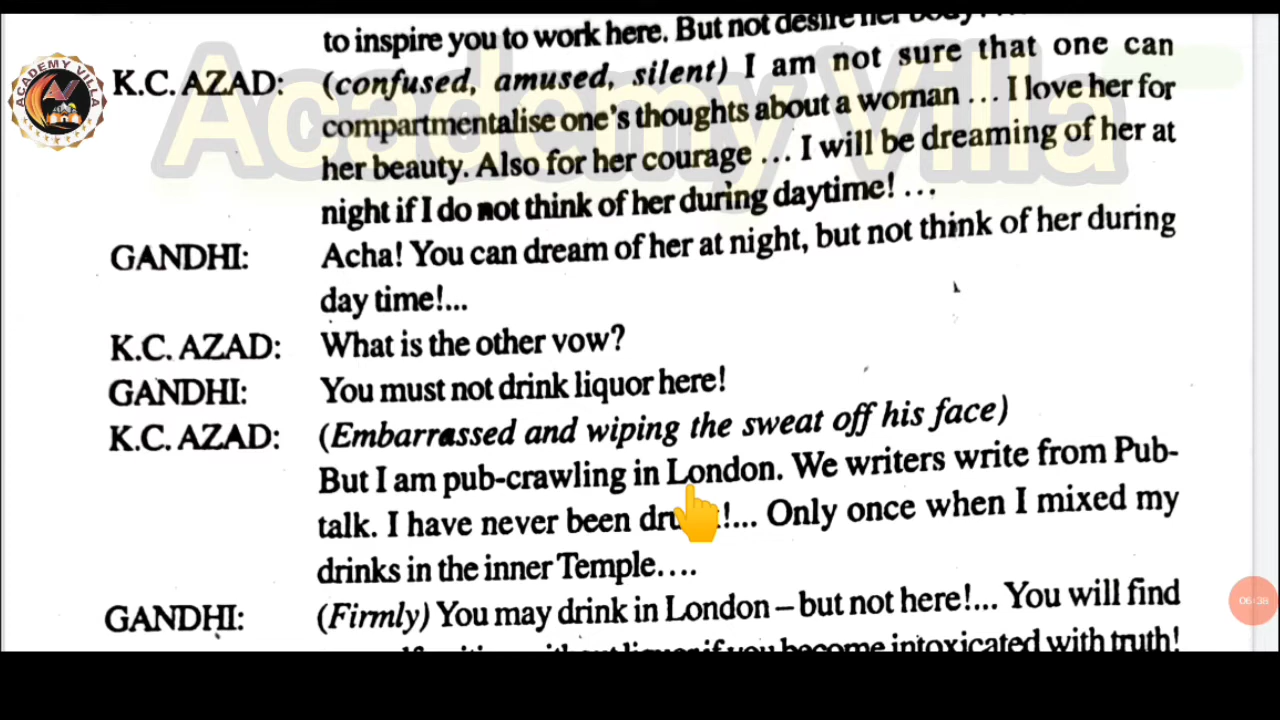 to inspire you to work here. But not desire her body
K.C. AZAD: (confused, amused, silent) I am not sure that one can
compartmentalise one's thoughts about a woman ... I love her for
her beauty. Also for her courage ... I will be dreaming of her at
night if I do not think of her during daytime! ...
GANDHI: Acha! You can dream of her at night, but not think of her during
day time!...
K.C. AZAD: What is the other vow?
GANDHI: You must not drink liquor here!
K.C. AZAD: (Embarrassed and wiping the sweat off his face)
But I am pub-crawling in London. We writers write from Pub-
talk. I have never been !... Only once when I mixed my
drinks in the inner Temple....
GANDHI: (Firmly) You may drink in London – but not here!... You will find
without liquor if you become intoxicated with truth!
Academy Villa
ACADEMY VILLA
AV
06:38